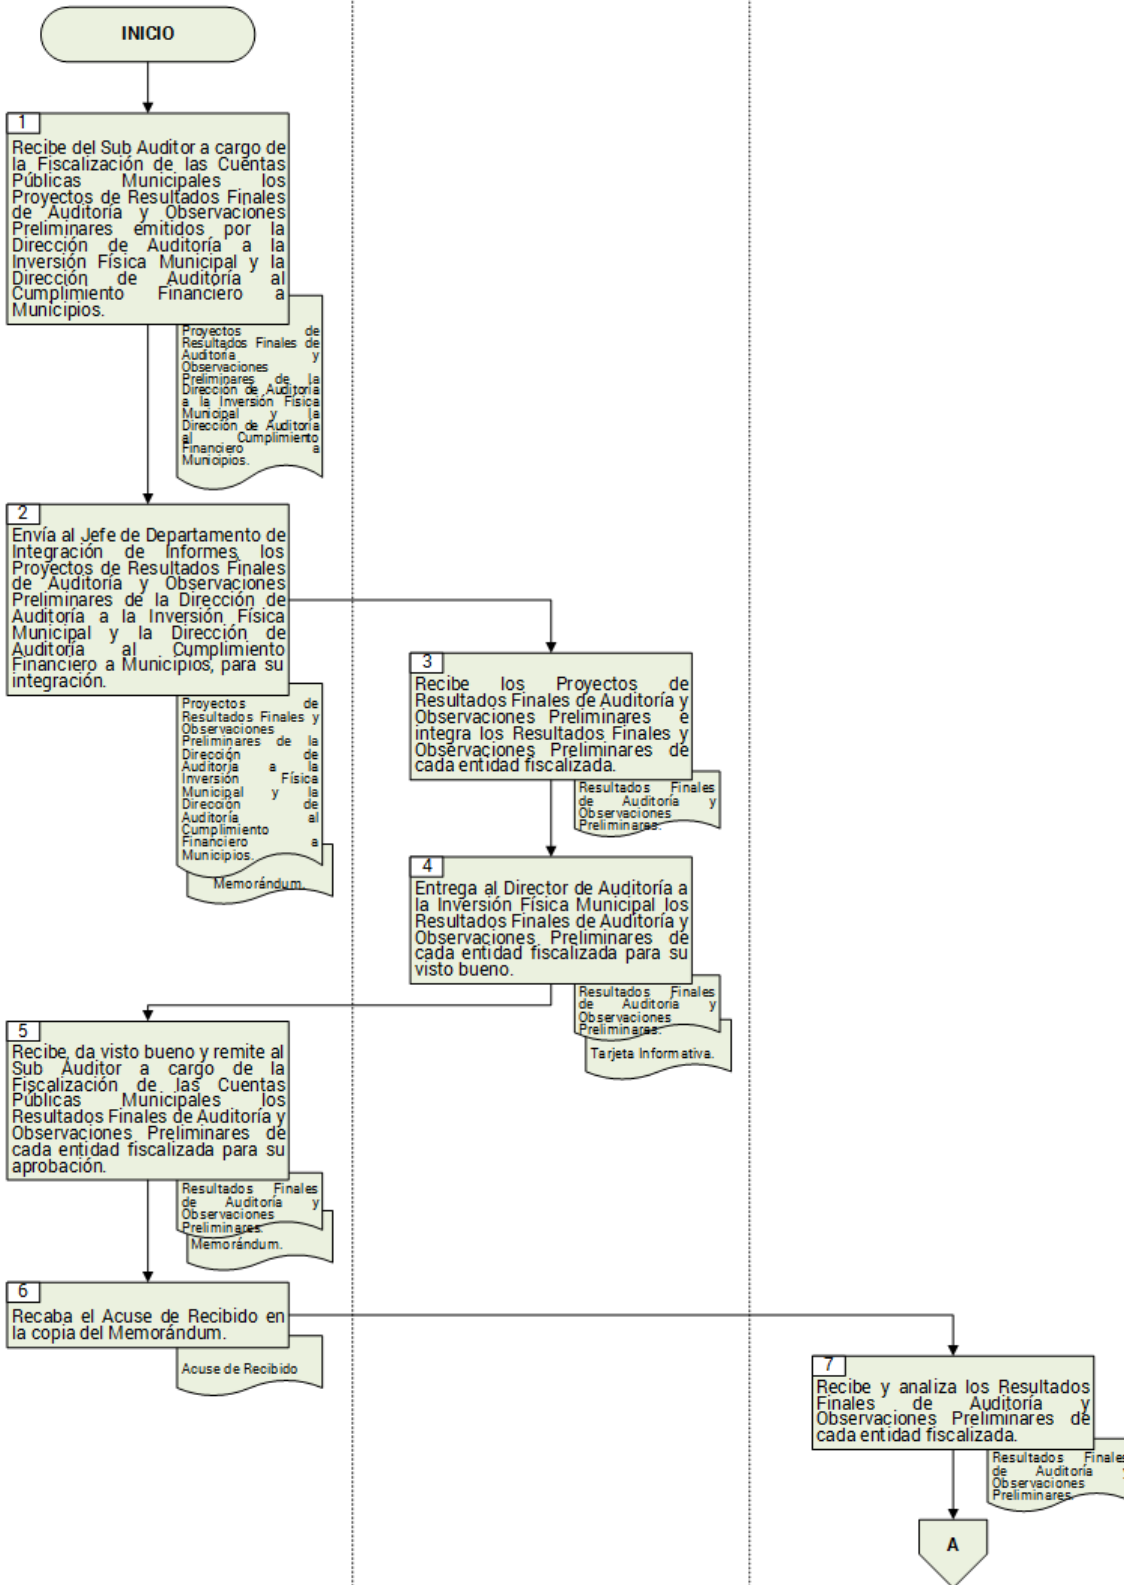 INICIO
1
Recibe del Sub Auditor a cargo de
la Fiscalización de las Cuentas
Públicas Municipales los
Proyectos de Resultados Finales
de Auditoría y Observaciones
Preliminares emitidos por la
Dirección de Auditoría a la
Inversión Física Municipal y la
Dirección de Auditoría al
Cumplimiento Financiero a
Municipios.
Proyectos de
Resultados Finales de
Auditoría y
Observaciones
Preliminares de la
Dirección de Auditoría
a la Inversión Física
Municipal y la
Dirección de Auditoría
al Cumplimiento
Financiero a
Municipios.
2
Envía al Jefe de Departamento de
Integración de Informes los
Proyectos de Resultados Finales
de Auditoría y Observaciones
Preliminares de la Dirección de
Auditoría a la Inversión Física
Municipal y la Dirección de
Auditoría al Cumplimiento
Financiero a Municipios, para su
integración.
Proyectos de
Resultados Finales y
Observaciones
Preliminares de la
Dirección de
Auditoría a la
Inversión Física
Municipal y la
Dirección de
Auditoría al
Cumplimiento
Financiero a
Municipios.
Memorándum.
3
Recibe los Proyectos de
Resultados Finales de Auditoría y
Observaciones Preliminares e
integra los Resultados Finales y
Observaciones Preliminares de
cada entidad fiscalizada.
Resultados Finales
de Auditoría y
Observaciones
Preliminares.
4
Entrega al Director de Auditoría a
la Inversión Física Municipal los
Resultados Finales de Auditoría y
Observaciones Preliminares de
cada entidad fiscalizada para su
visto bueno.
Resultados Finales
de Auditoría y
Observaciones
Preliminares.
Tarjeta Informativa.
5
Recibe, da visto bueno y remite al
Sub Auditor a cargo de la
Fiscalización de las Cuentas
Públicas Municipales los
Resultados Finales de Auditoría y
Observaciones Preliminares de
cada entidad fiscalizada para su
aprobación.
Resultados Finales
de Auditoría y
Observaciones
Preliminares.
Memorándum.
6
Recaba el Acuse de Recibido en
la copia del Memorándum.
Acuse de Recibido
7
Recibe y analiza los Resultados
Finales de Auditoría y
Observaciones Preliminares de
cada entidad fiscalizada.
Resultados Finales
de Auditoría y
Observaciones
Preliminares.
A